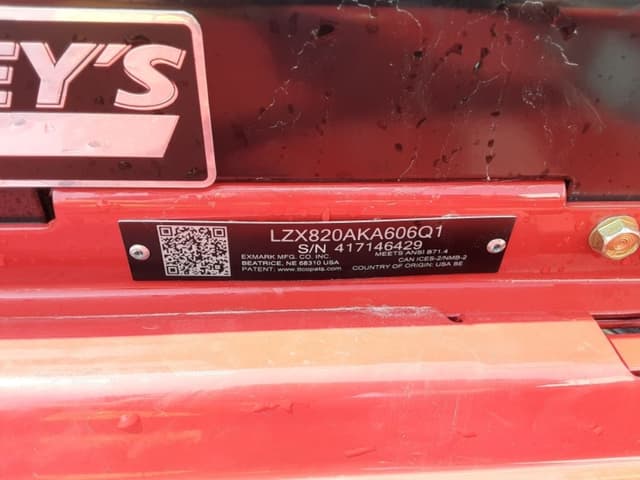 EY'S
LZX820AKA606Q1
S/N 417146429
EXMARK MFG. CO. INC. MEETS ANSI B71.4
BEATRICE, NE 68310 USA CAN ICES-2/NMB-2
PATENT: www.ttcopats.com COUNTRY OF ORIGIN: USA BE